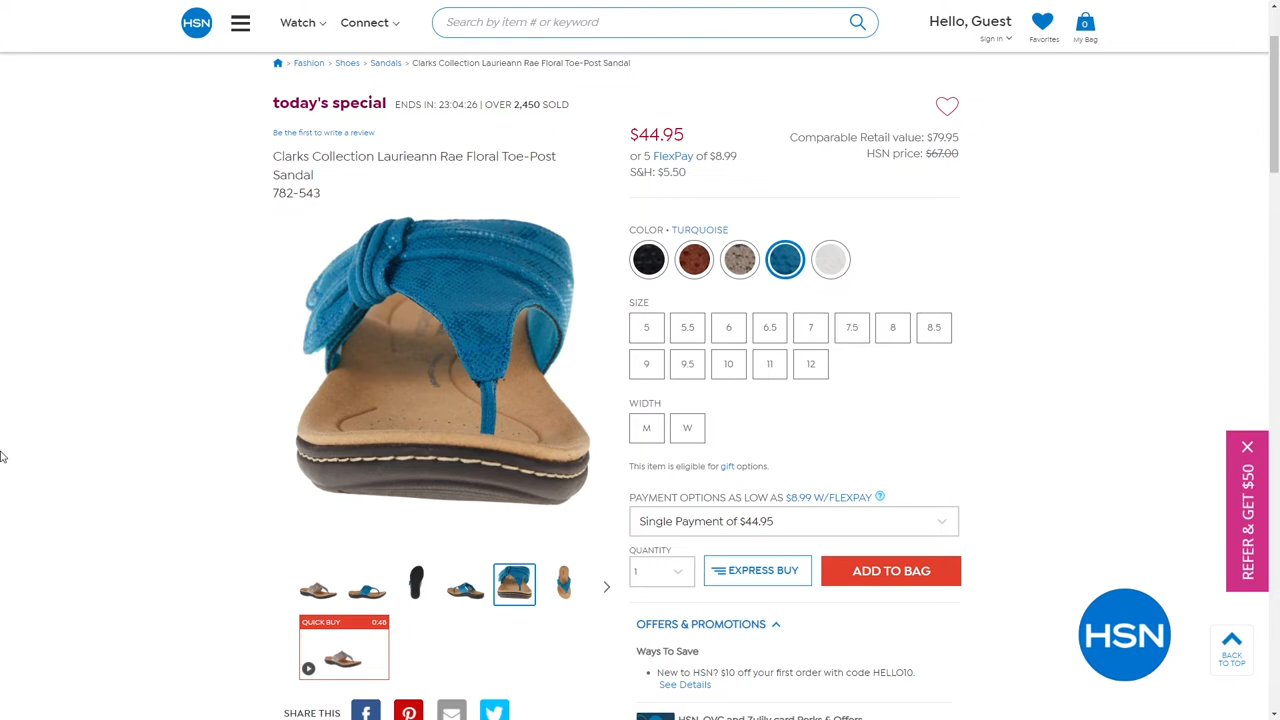 HSN
Watch
Connect
Search by item # or keyword
Hello, Guest
Sign In
Favorites
0
My Bag
> Fashion > Shoes > Sandals > Clarks Collection Laurieann Rae Floral Toe-Post Sandal
today's special ENDS IN: 23:04:26 | OVER 2,450 SOLD
Be the first to write a review
Clarks Collection Laurieann Rae Floral Toe-Post
Sandal
782-543
$44.95
or 5 FlexPay of $8.99
S&H: $5.50
Comparable Retail value: $79.95
HSN price: $67.00
COLOR • TURQUOISE
SIZE
5 5.5 6 6.5 7 7.5 8 8.5
9 9.5 10 11 12
WIDTH
M W
This item is eligible for gift options.
PAYMENT OPTIONS AS LOW AS $8.99 W/FLEXPAY ?
Single Payment of $44.95
QUANTITY
1
EXPRESS BUY
ADD TO BAG
QUICK BUY 0:46
OFFERS & PROMOTIONS
Ways To Save
• New to HSN? $10 off your first order with code HELLO10.
See Details
HSN, QVC and Zulily card Perks & Offers
SHARE THIS
REFER & GET $50
HSN
BACK
TO TOP